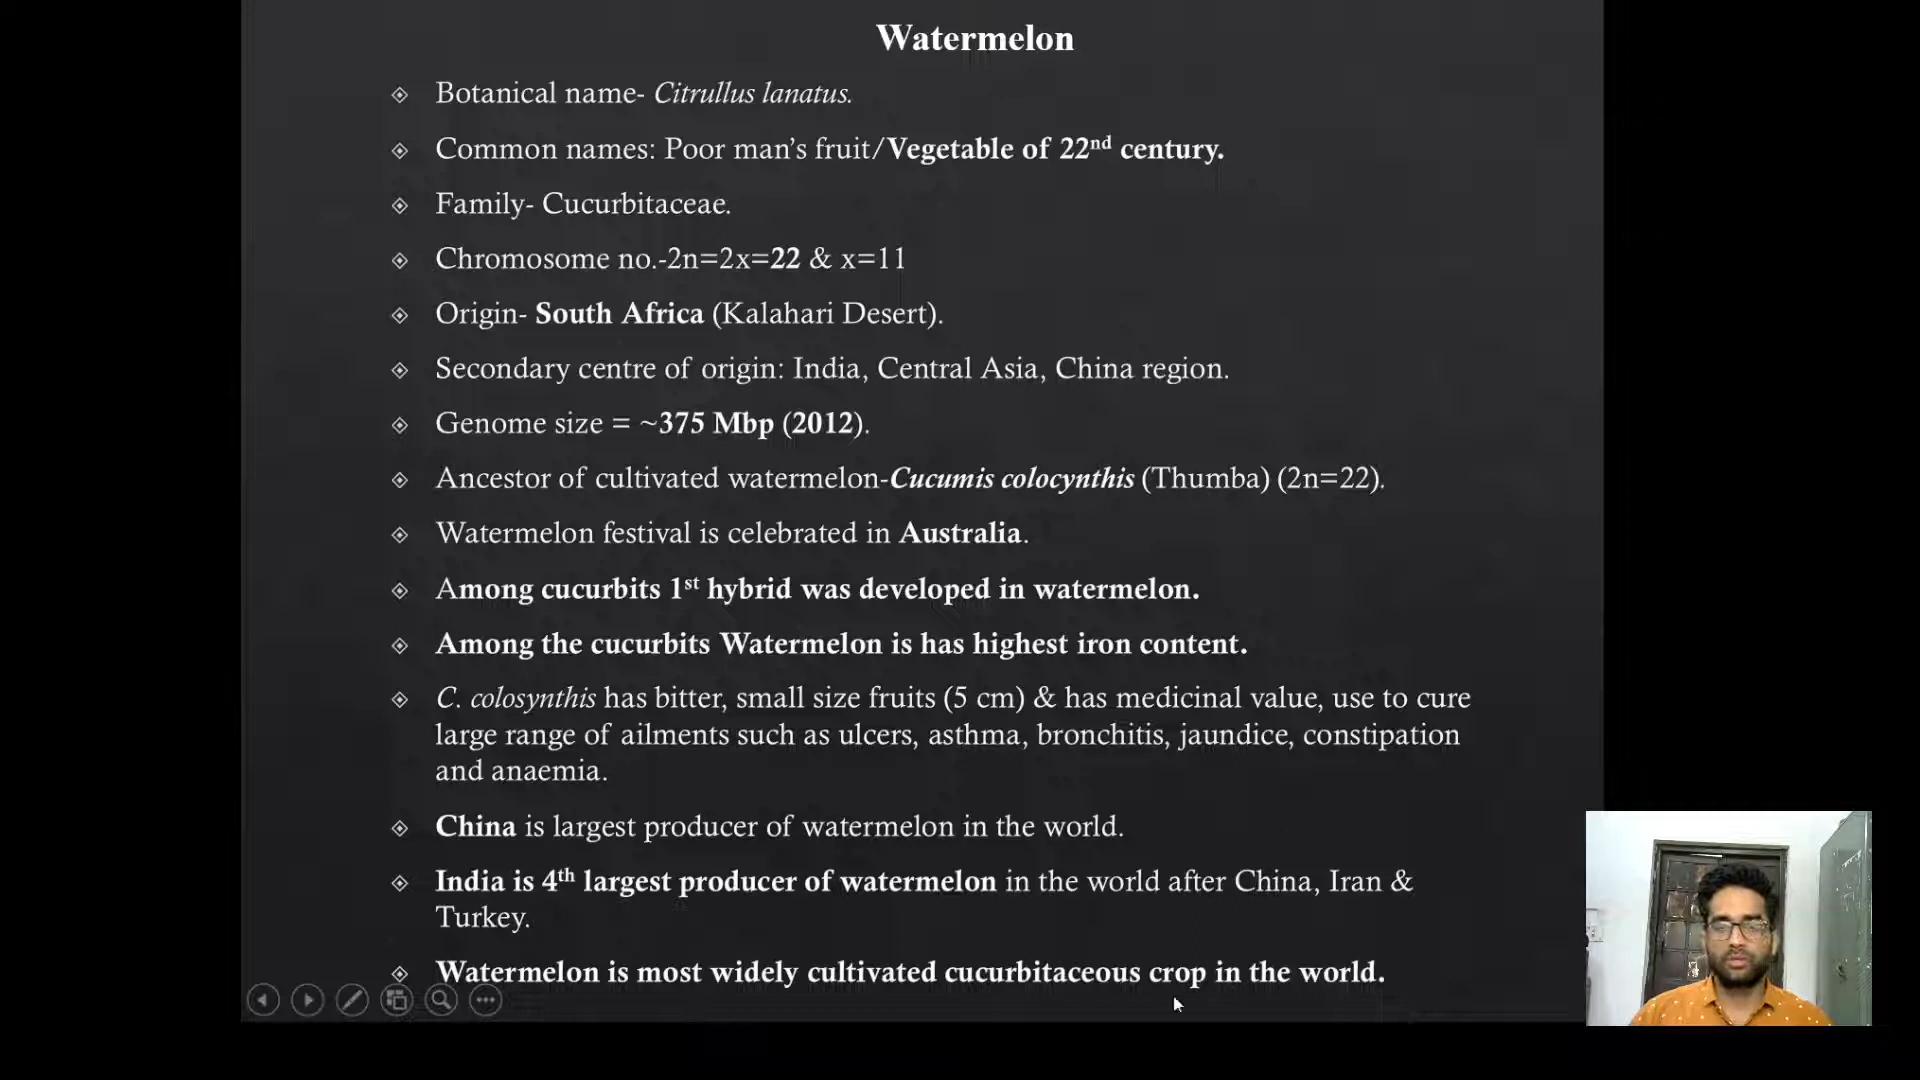 Watermelon
Botanical name- Citrullus lanatus.
Common names: Poor man’s fruit/Vegetable of 22nd century.
Family- Cucurbitaceae.
Chromosome no.-2n=2x=22 & x=11
Origin- South Africa (Kalahari Desert).
Secondary centre of origin: India, Central Asia, China region.
Genome size = ~375 Mbp (2012).
Ancestor of cultivated watermelon-Cucumis colocynthis (Thumba) (2n=22).
Watermelon festival is celebrated in Australia.
Among cucurbits 1st hybrid was developed in watermelon.
Among the cucurbits Watermelon is has highest iron content.
C. colosynthis has bitter, small size fruits (5 cm) & has medicinal value, use to cure
large range of ailments such as ulcers, asthma, bronchitis, jaundice, constipation
and anaemia.
China is largest producer of watermelon in the world.
India is 4th largest producer of watermelon in the world after China, Iran &
Turkey.
Watermelon is most widely cultivated cucurbitaceous crop in the world.